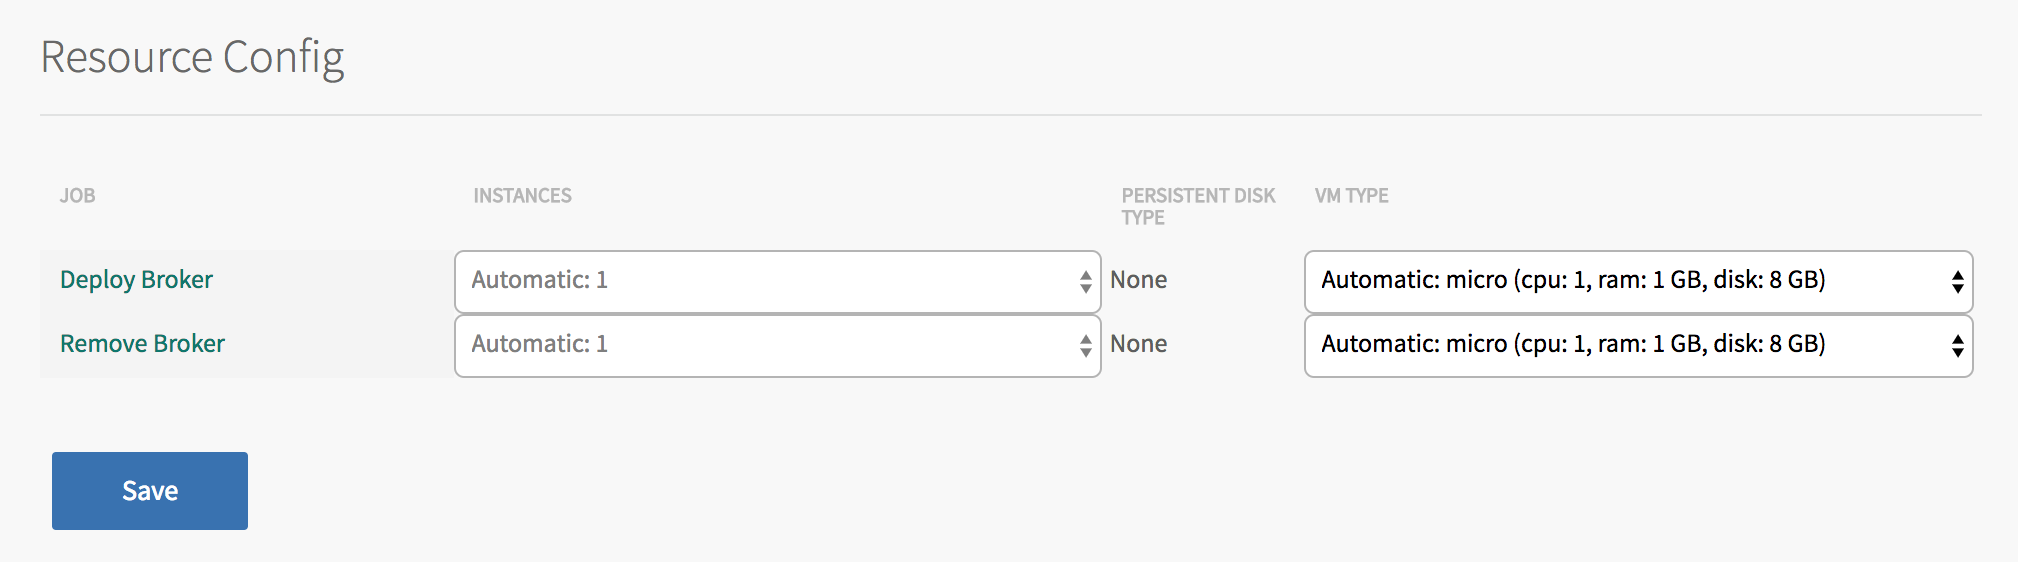 Resource Config
JOB
INSTANCES
PERSISTENT DISK
TYPE
VM TYPE
Deploy Broker
Automatic: 1
None
Automatic: micro (cpu: 1, ram: 1 GB, disk: 8 GB)
Remove Broker
Automatic: 1
None
Automatic: micro (cpu: 1, ram: 1 GB, disk: 8 GB)
Save